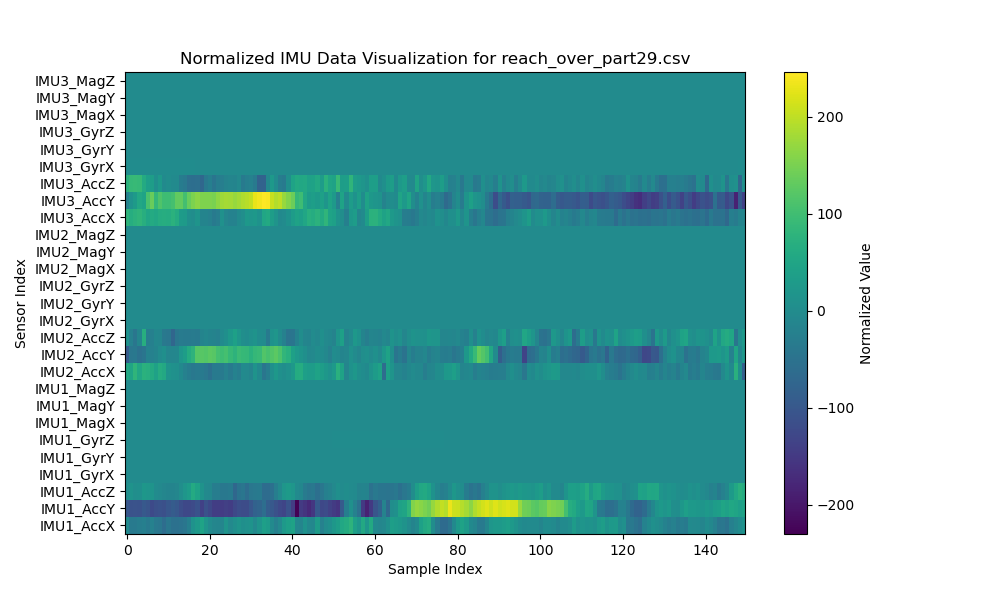 Normalized IMU Data Visualization for reach_over_part29.csv
IMU3_MagZ
IMU3_MagY
IMU3_MagX
IMU3_GyrZ
IMU3_GyrY
IMU3_GyrX
IMU3_AccZ
IMU3_AccY
IMU3_AccX
IMU2_MagZ
IMU2_MagY
IMU2_MagX
IMU2_GyrZ
IMU2_GyrY
IMU2_GyrX
IMU2_AccZ
IMU2_AccY
IMU2_AccX
IMU1_MagZ
IMU1_MagY
IMU1_MagX
IMU1_GyrZ
IMU1_GyrY
IMU1_GyrX
IMU1_AccZ
IMU1_AccY
IMU1_AccX
Sensor Index
0 20 40 60 80 100 120 140
Sample Index
200
100
0
−100
−200
Normalized Value